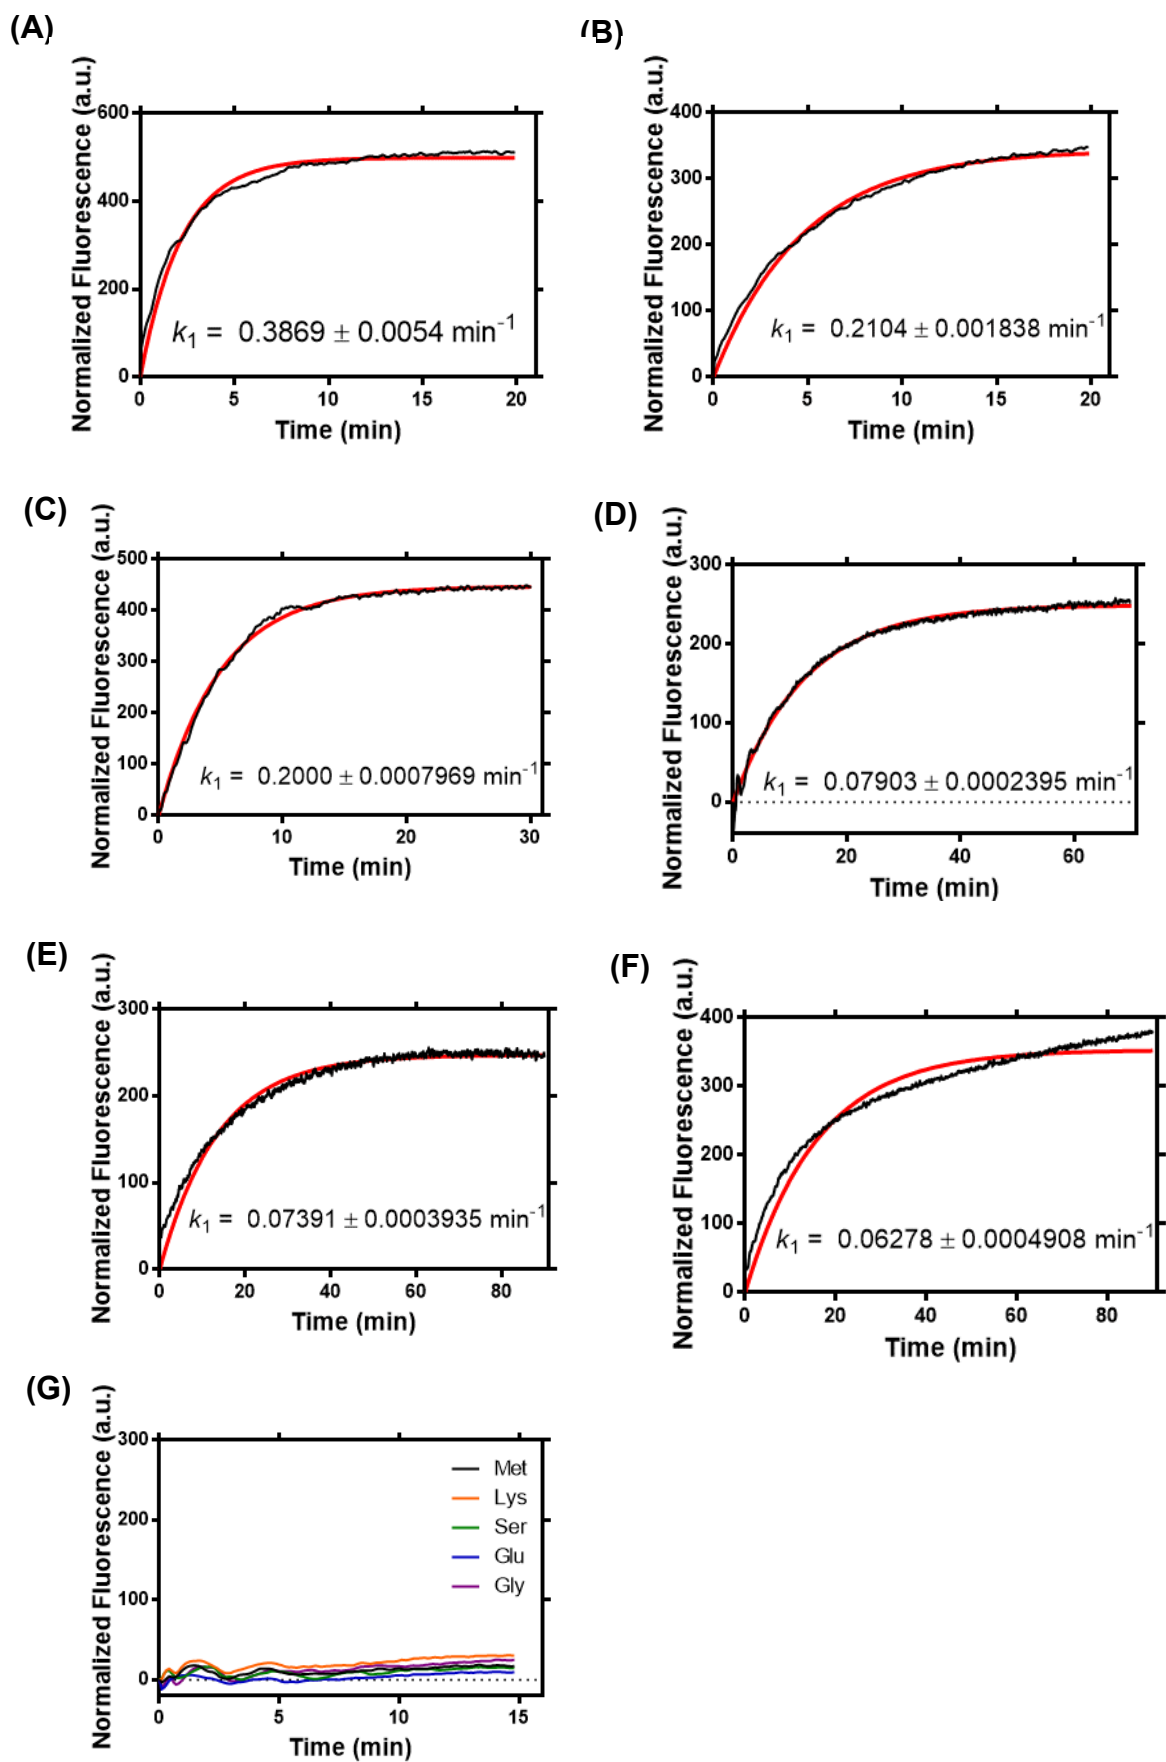 (A)
Normalized Fluorescence (a.u.)
600
400
200
0
k1 = 0.3869 ± 0.0054 min-1
0 5 10 15 20
Time (min)
(B)
Normalized Fluorescence (a.u.)
400
300
200
100
0
k1 = 0.2104 ± 0.001838 min-1
0 5 10 15 20
Time (min)
(C)
Normalized Fluorescence (a.u.)
500
400
300
200
100
0
k1 = 0.2000 ± 0.0007969 min-1
0 10 20 30
Time (min)
(D)
Normalized Fluorescence (a.u.)
300
200
100
0
k1 = 0.07903 ± 0.0002395 min-1
0 20 40 60
Time (min)
(E)
Normalized Fluorescence (a.u.)
300
200
100
0
k1 = 0.07391 ± 0.0003935 min-1
0 20 40 60 80
Time (min)
(F)
Normalized Fluorescence (a.u.)
400
300
200
100
0
k1 = 0.06278 ± 0.0004908 min-1
0 20 40 60 80
Time (min)
(G)
Normalized Fluorescence (a.u.)
300
200
100
0
Met
Lys
Ser
Glu
Gly
0 5 10 15
Time (min)